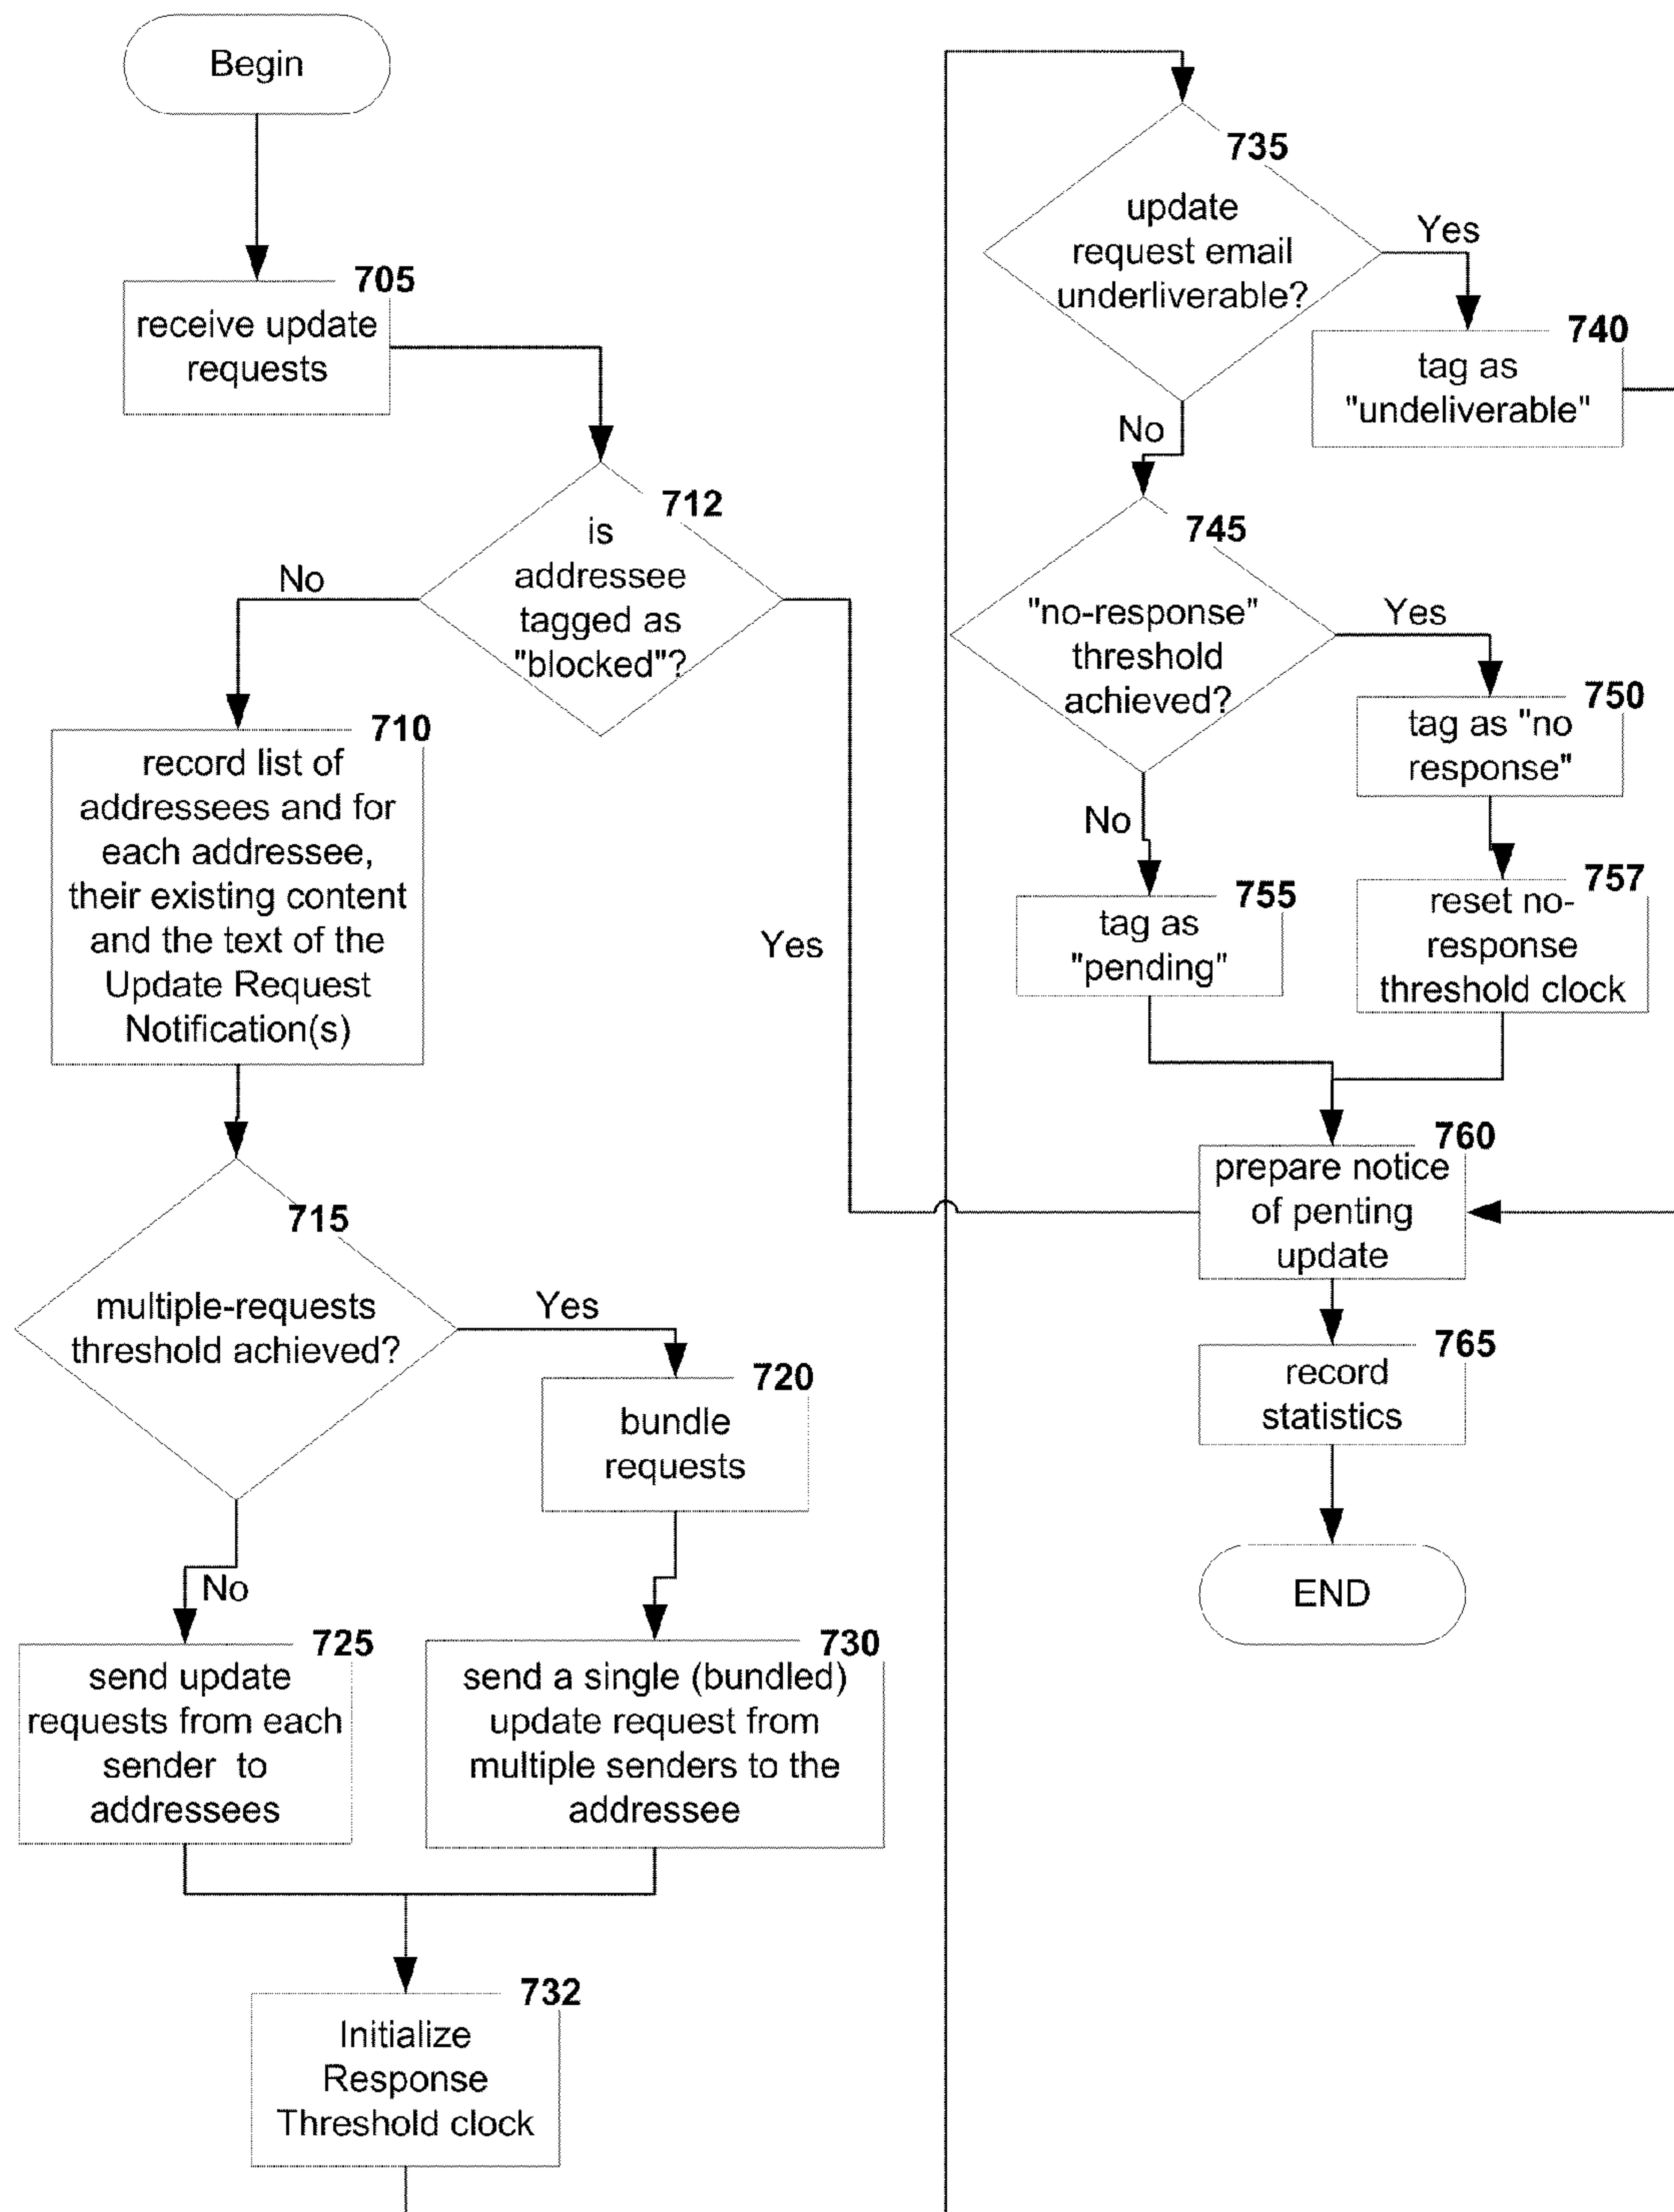 Begin
705
receive update
requests
712
is
addressee
tagged as
"blocked"?
No
Yes
710
record list of
addressees and for
each addressee,
their existing content
and the text of the
Update Request
Notification(s)
715
multiple-requests
threshold achieved?
Yes
720
bundle
requests
No
725
send update
requests from each
sender to
addressees
730
send a single (bundled)
update request from
multiple senders to the
addressee
732
Initialize
Response
Threshold clock
735
update
request email
underliverable?
Yes
740
tag as
"undeliverable"
No
745
"no-response"
threshold
achieved?
Yes
750
tag as "no
response"
No
755
tag as
"pending"
757
reset no-
response
threshold clock
760
prepare notice
of penting
update
765
record
statistics
END